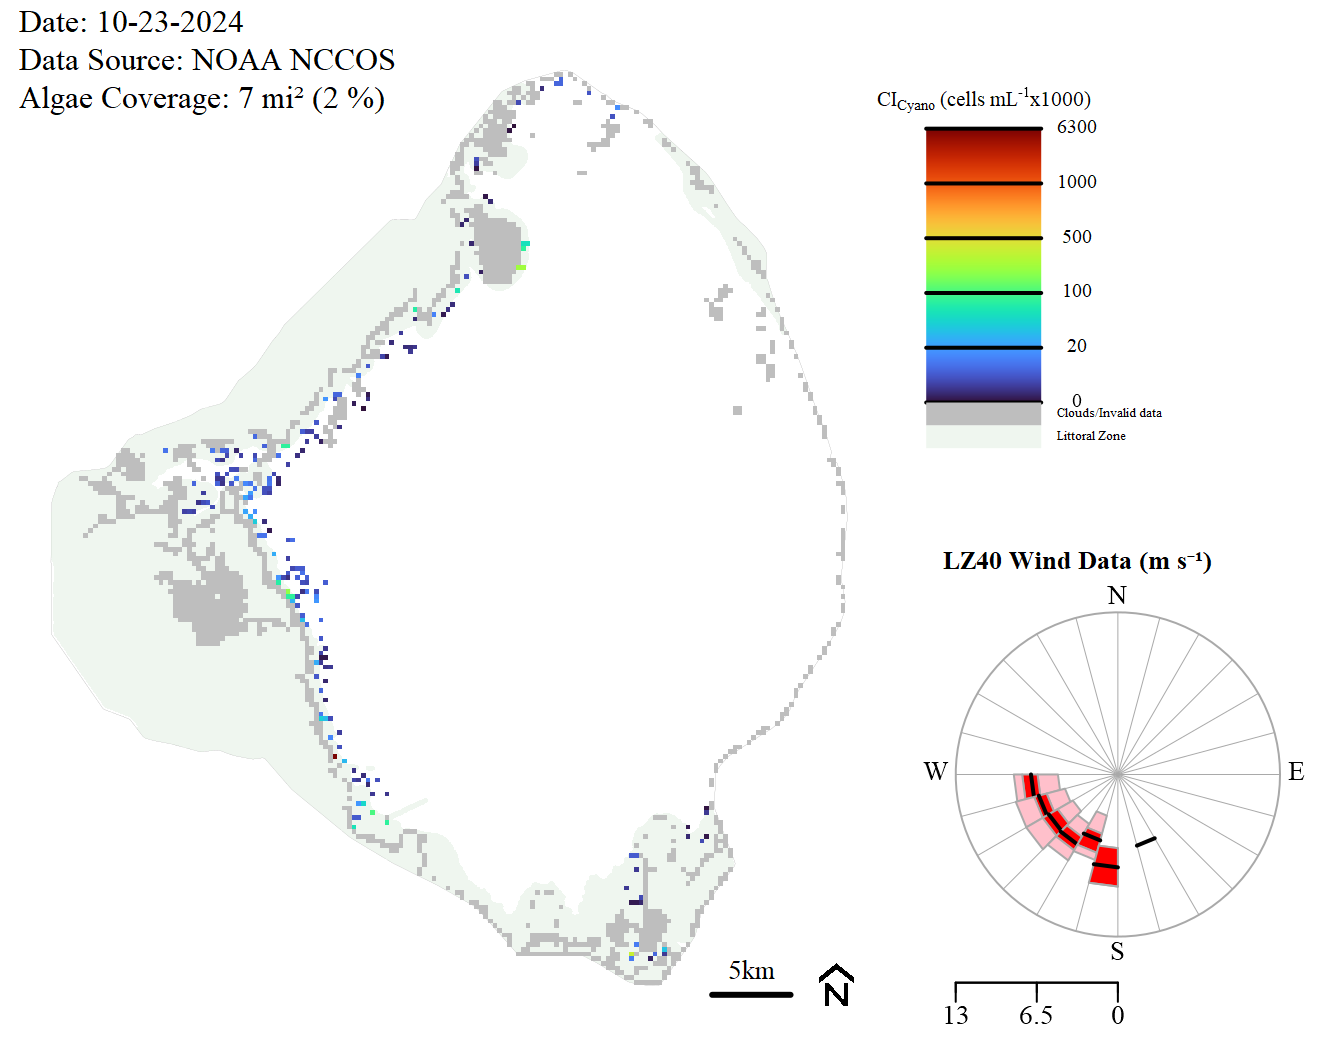 Date: 10-23-2024
Data Source: NOAA NCCOS
Algae Coverage: 7 mi² (2 %)
CI_Cyano (cells mL⁻¹x1000)
6300
1000
500
100
20
0
Clouds/Invalid data
Littoral Zone
LZ40 Wind Data (m s⁻¹)
N
W
E
S
5km
N
13 6.5 0